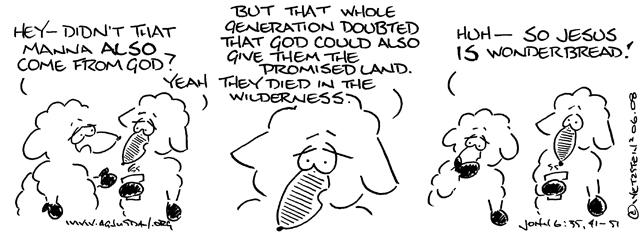 HEY- DIDN'T THAT
MANNA ALSO
COME FROM GOD?
YEAH
WWW.AGNUSDAY.ORG
BUT THAT WHOLE
GENERATION DOUBTED
THAT GOD COULD ALSO
GIVE THEM THE
PROMISED LAND.
THEY DIED IN THE
WILDERNESS.
HUH- SO JESUS
IS WONDERBREAD!
JOHN 6:35, 41-51